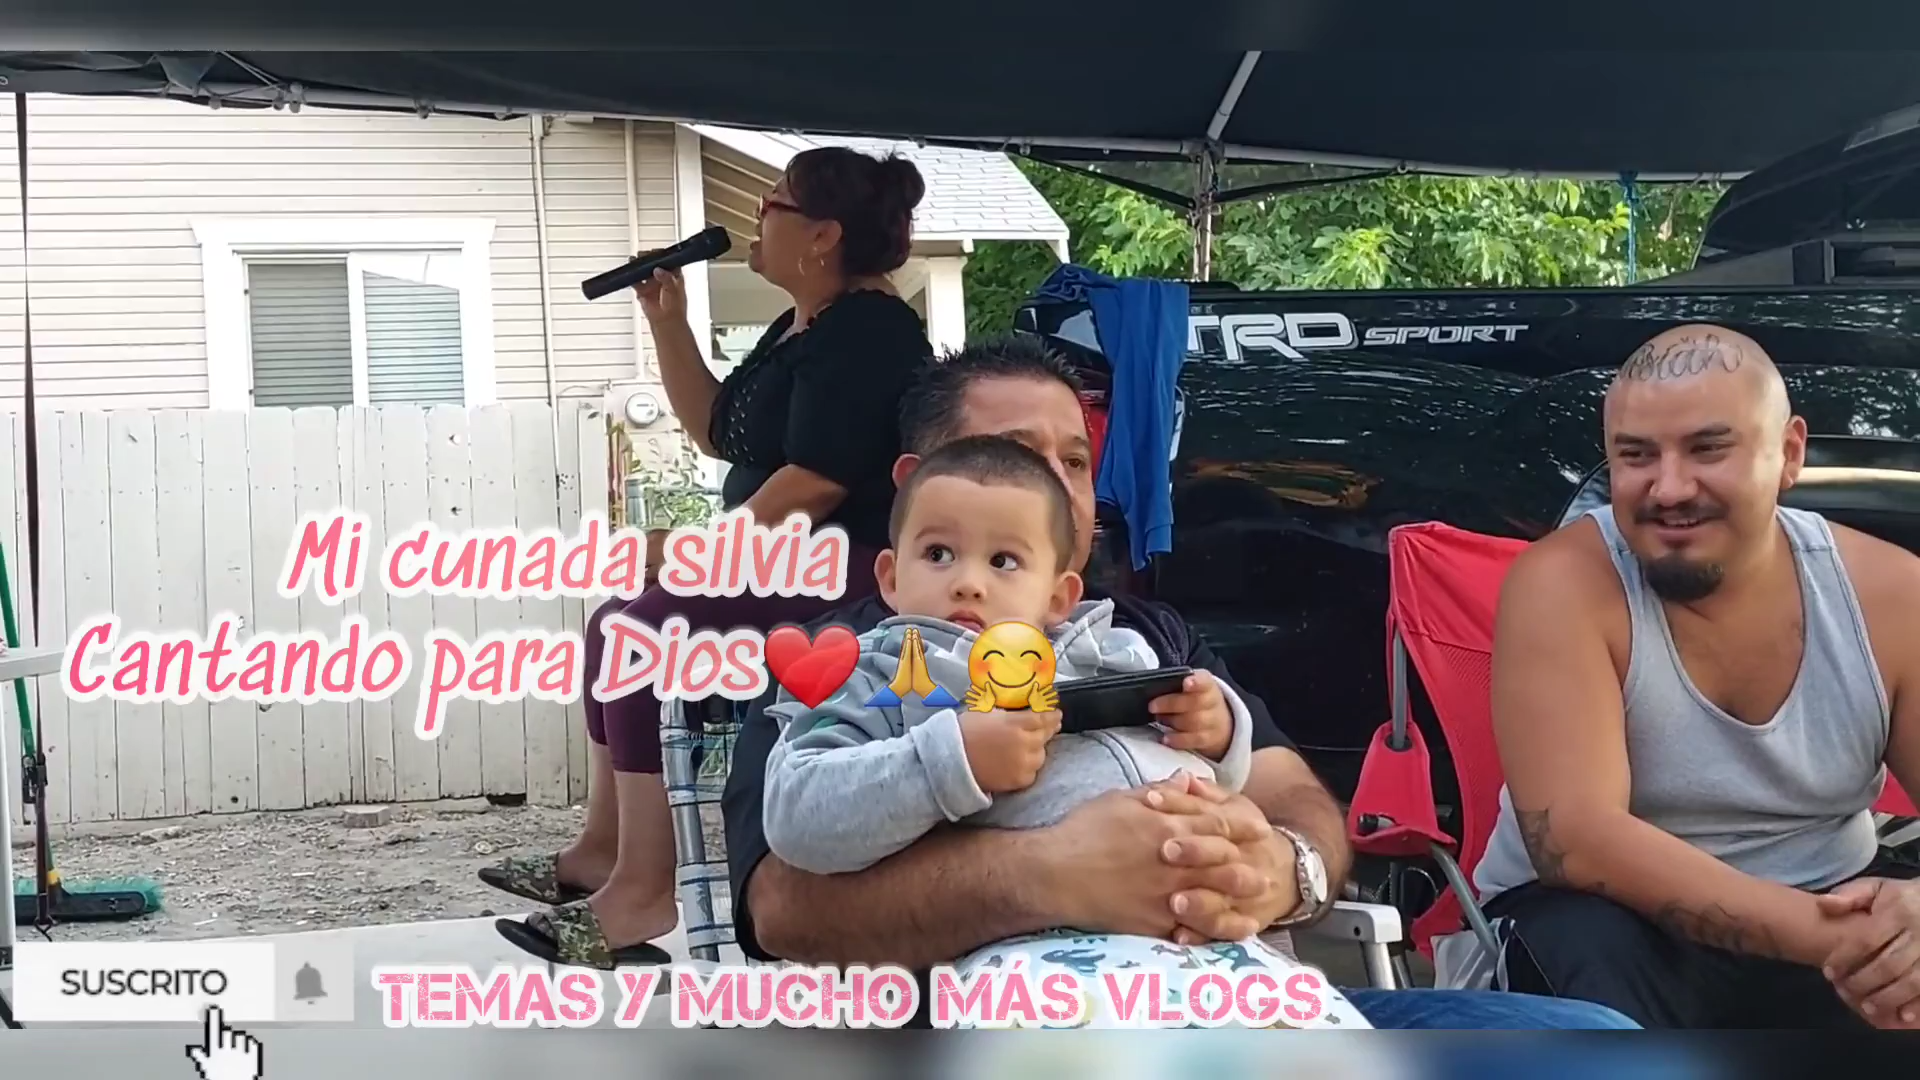 TRD SPORT
Mi cunada silvia
Cantando para Dios❤️🙏🤗
SUSCRITO
TEMAS Y MUCHO MÁS VLOGS